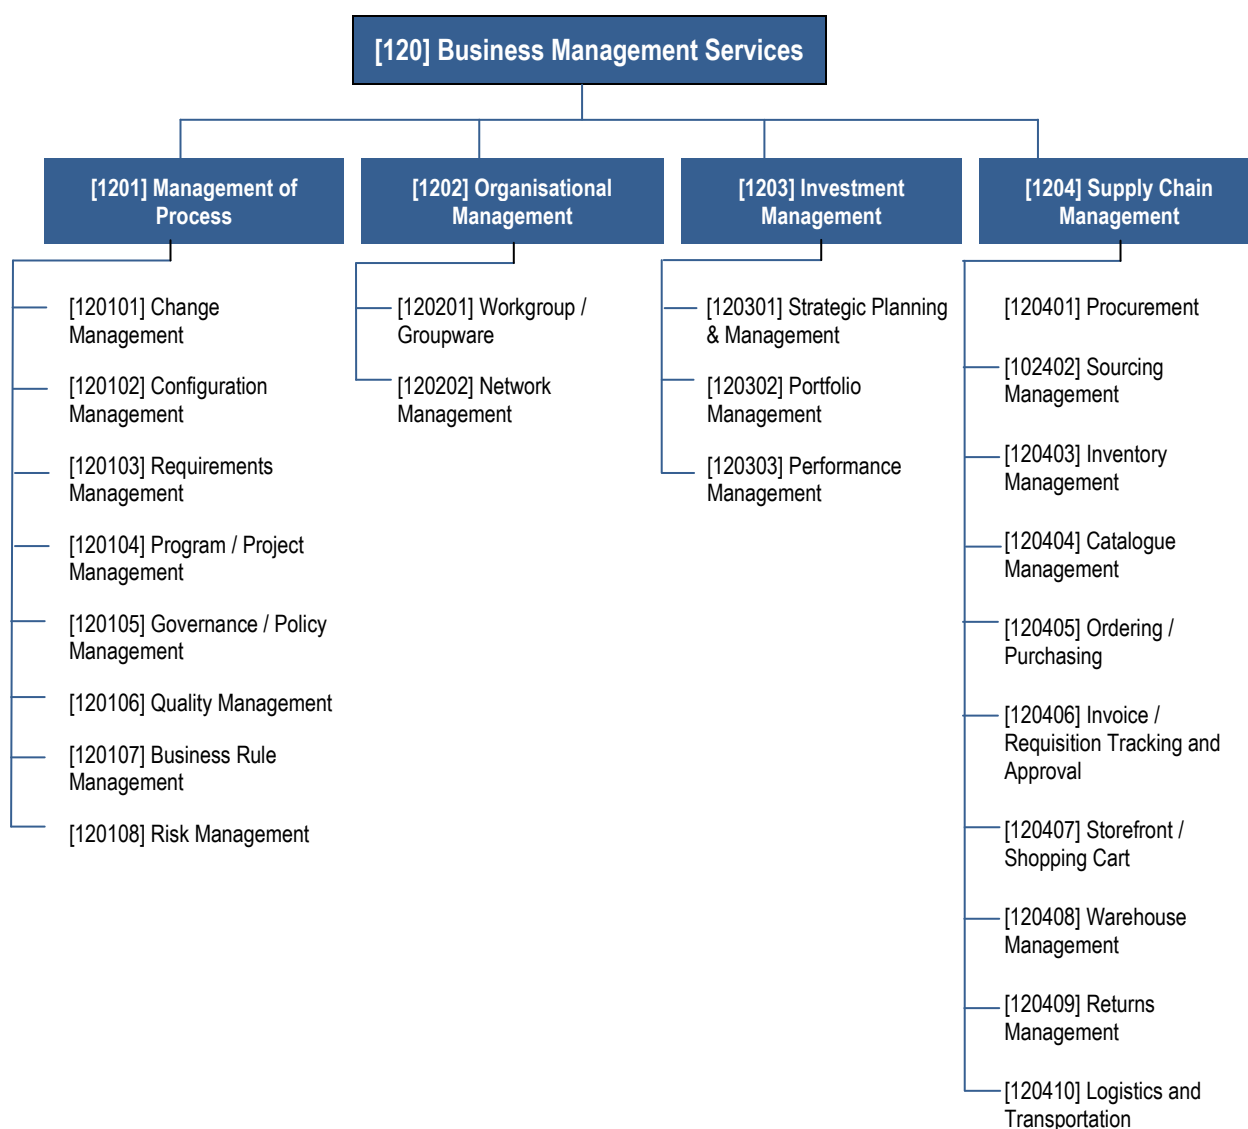 [120] Business Management Services
[1201] Management of
Process
[1202] Organisational
Management
[1203] Investment
Management
[1204] Supply Chain
Management
[120101] Change
Management
[120102] Configuration
Management
[120103] Requirements
Management
[120104] Program / Project
Management
[120105] Governance / Policy
Management
[120106] Quality Management
[120107] Business Rule
Management
[120108] Risk Management
[120201] Workgroup /
Groupware
[120202] Network
Management
[120301] Strategic Planning
& Management
[120302] Portfolio
Management
[120303] Performance
Management
[120401] Procurement
[102402] Sourcing
Management
[120403] Inventory
Management
[120404] Catalogue
Management
[120405] Ordering /
Purchasing
[120406] Invoice /
Requisition Tracking and
Approval
[120407] Storefront /
Shopping Cart
[120408] Warehouse
Management
[120409] Returns
Management
[120410] Logistics and
Transportation